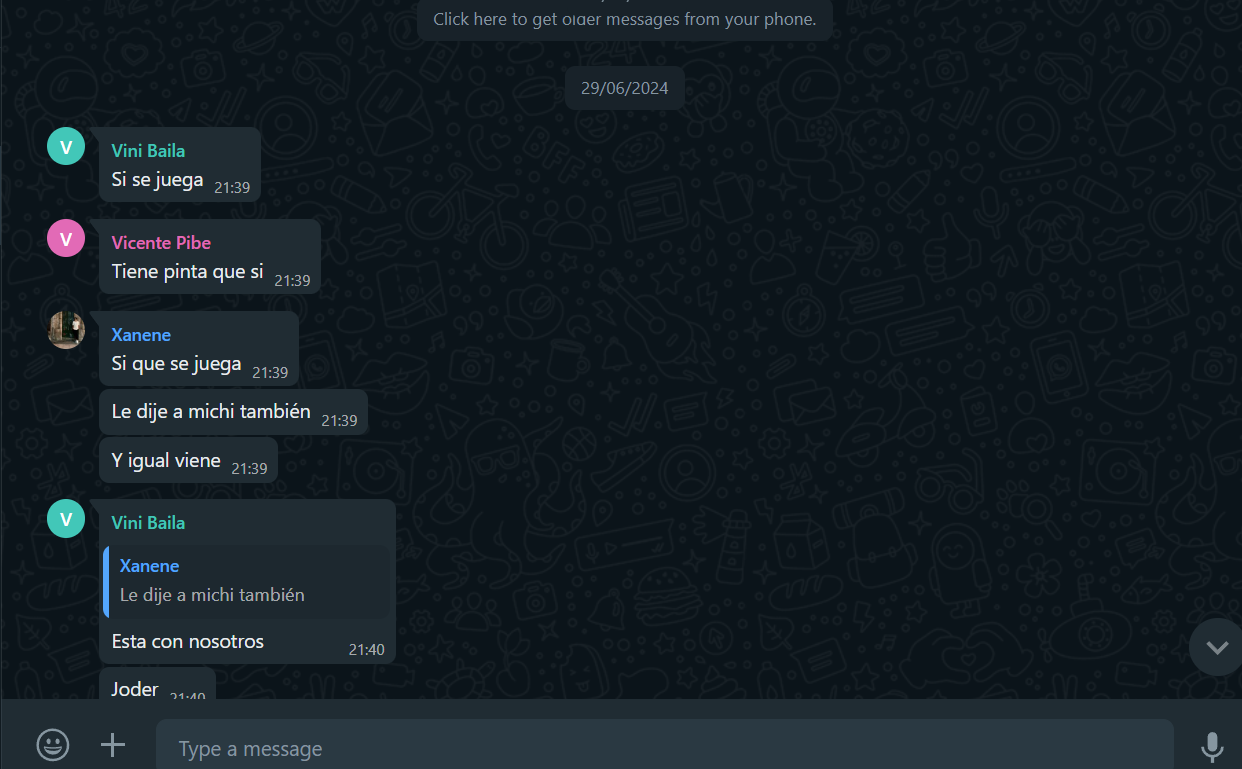 Click here to get older messages from your phone.
29/06/2024
V
Vini Baila
Si se juega 21:39
V
Vicente Pibe
Tiene pinta que si 21:39
Xanene
Si que se juega 21:39
Le dije a michi también 21:39
Y igual viene 21:39
V
Vini Baila
Xanene
Le dije a michi también
Esta con nosotros 21:40
Joder 21:40
Type a message